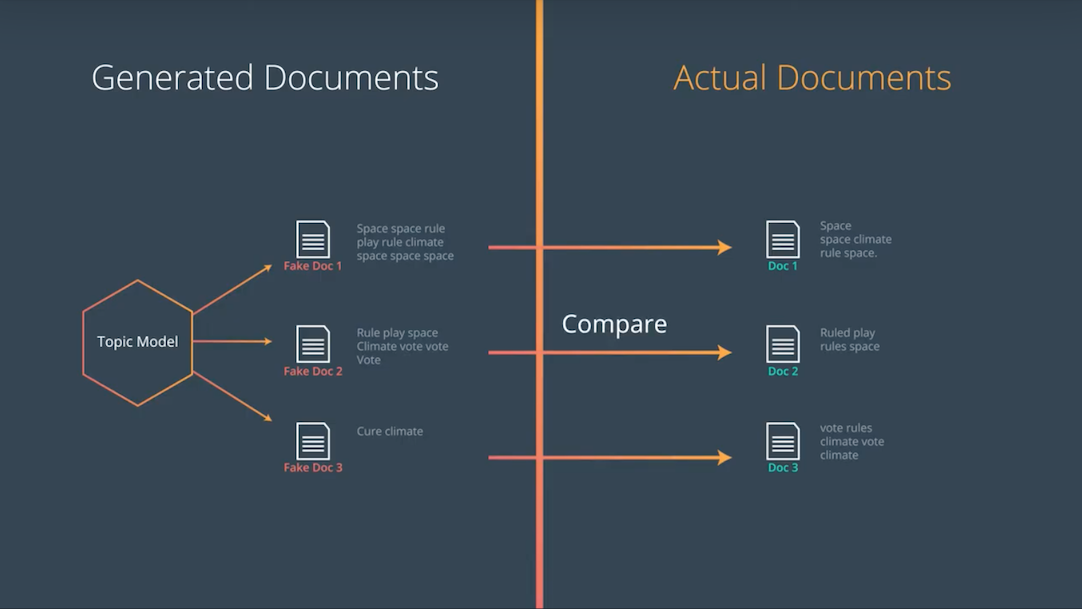 Generated Documents
Actual Documents
Topic Model
Space space rule
play rule climate
space space space
Fake Doc 1
Rule play space
Climate vote vote
Vote
Fake Doc 2
Cure climate
Fake Doc 3
Compare
Space
space climate
rule space.
Doc 1
Ruled play
rules space
Doc 2
vote rules
climate vote
climate
Doc 3